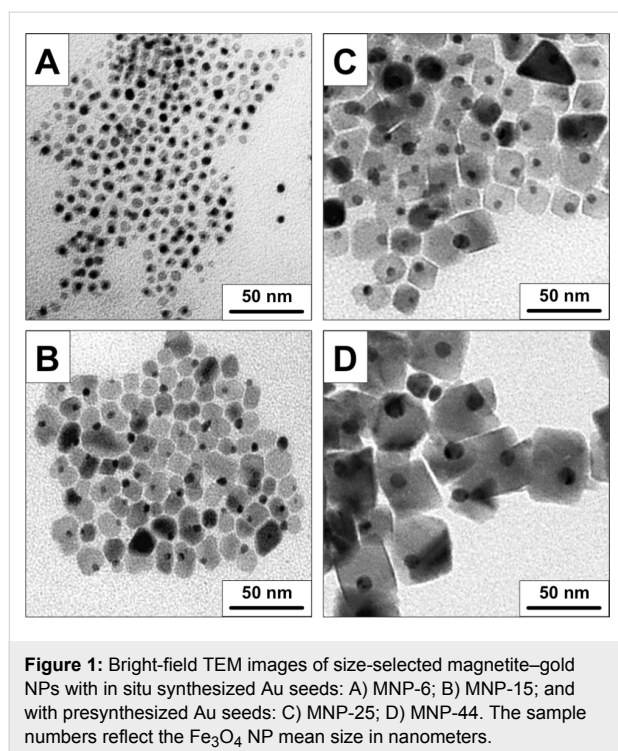 A
50 nm
C
50 nm
B
50 nm
D
50 nm
Figure 1: Bright-field TEM images of size-selected magnetite–gold
NPs with in situ synthesized Au seeds: A) MNP-6; B) MNP-15; and
with presynthesized Au seeds: C) MNP-25; D) MNP-44. The sample
numbers reflect the Fe₃O₄ NP mean size in nanometers.